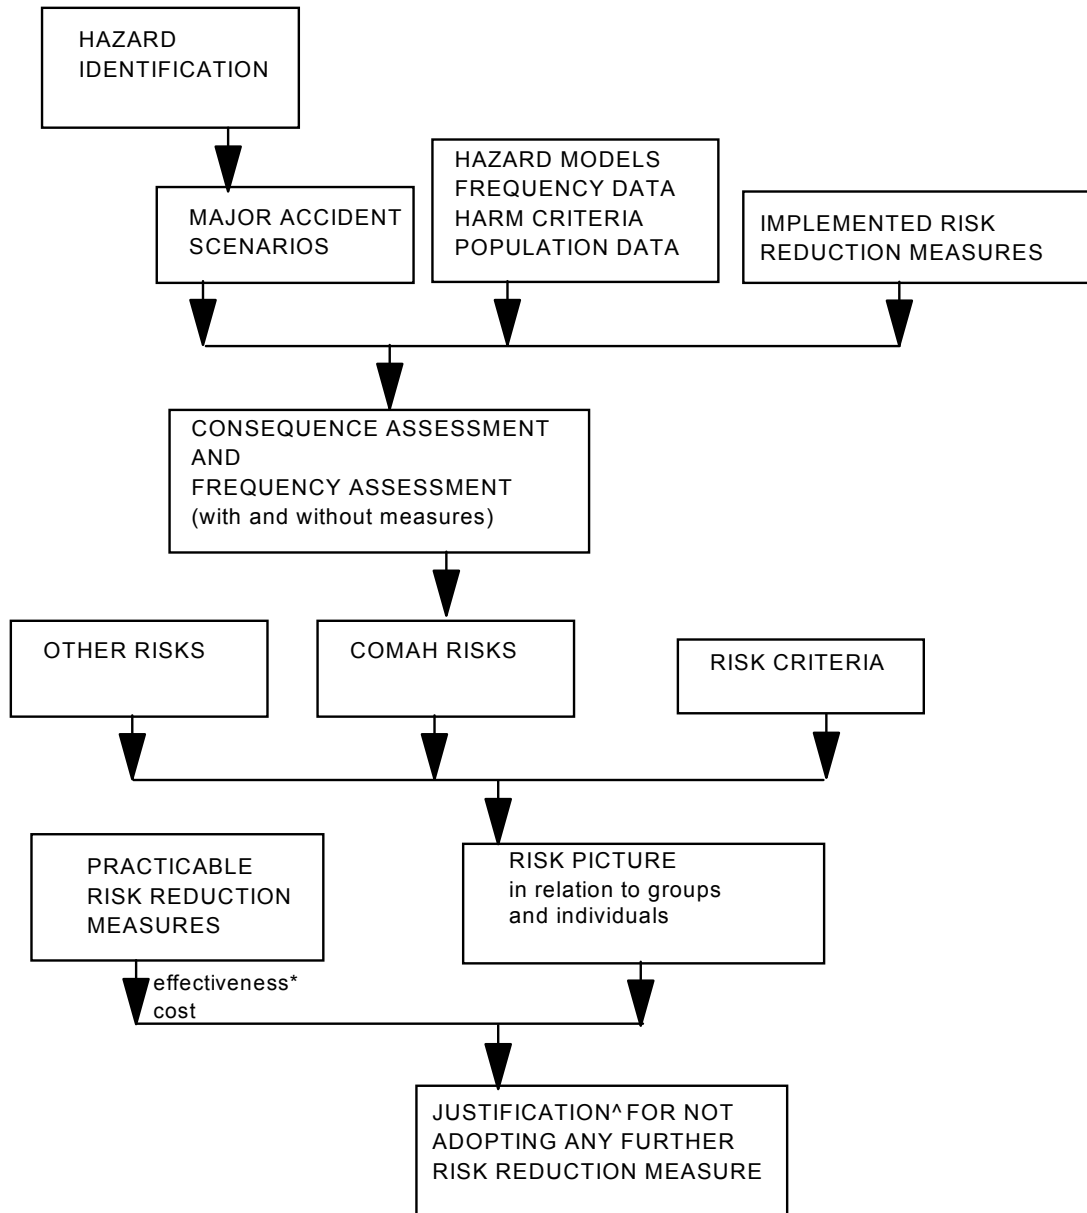 HAZARD
IDENTIFICATION
MAJOR ACCIDENT
SCENARIOS
HAZARD MODELS
FREQUENCY DATA
HARM CRITERIA
POPULATION DATA
IMPLEMENTED RISK
REDUCTION MEASURES
CONSEQUENCE ASSESSMENT
AND
FREQUENCY ASSESSMENT
(with and without measures)
OTHER RISKS
COMAH RISKS
RISK CRITERIA
PRACTICABLE
RISK REDUCTION
MEASURES
RISK PICTURE
in relation to groups
and individuals
effectiveness*
cost
JUSTIFICATION^ FOR NOT
ADOPTING ANY FURTHER
RISK REDUCTION MEASURE